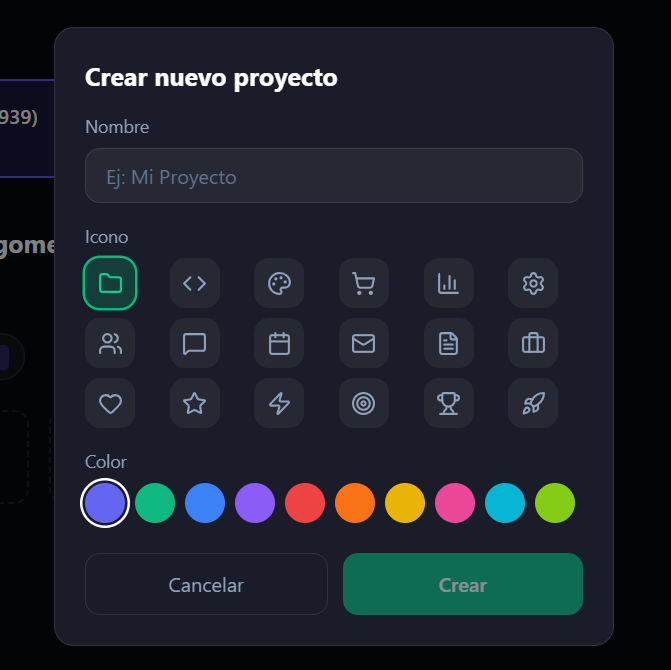 Crear nuevo proyecto
939)
Nombre
Ej: Mi Proyecto
Icono
gome
Color
Cancelar
Crear